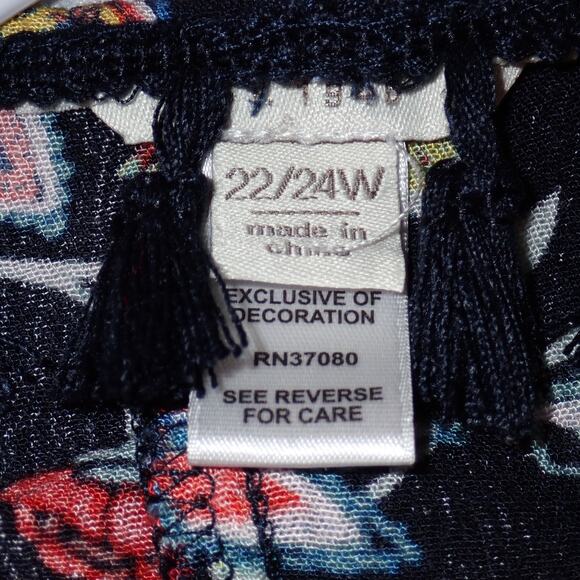 22/24W
made in
china
EXCLUSIVE OF
DECORATION
RN37080
SEE REVERSE
FOR CARE